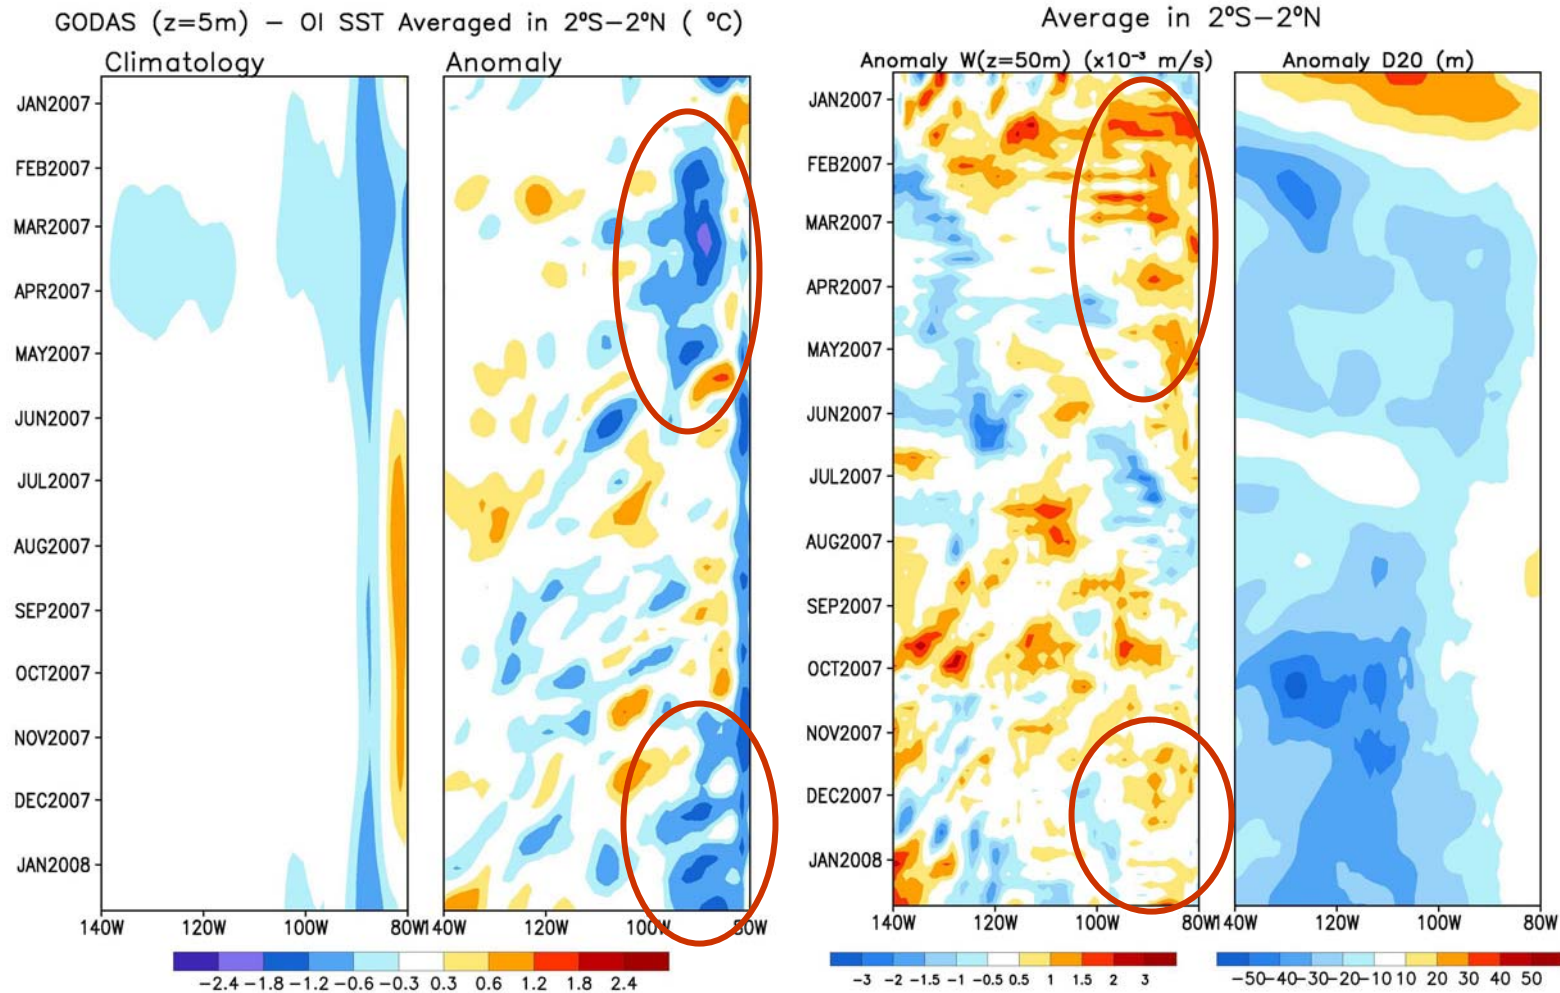 GODAS (z=5m) – OI SST Averaged in 2°S–2°N ( °C)
Average in 2°S–2°N
Climatology
Anomaly
Anomaly W(z=50m) (x10⁻³ m/s)
Anomaly D20 (m)
JAN2007
FEB2007
MAR2007
APR2007
MAY2007
JUN2007
JUL2007
AUG2007
SEP2007
OCT2007
NOV2007
DEC2007
JAN2008
JAN2007
FEB2007
MAR2007
APR2007
MAY2007
JUN2007
JUL2007
AUG2007
SEP2007
OCT2007
NOV2007
DEC2007
JAN2008
140W 120W 100W 80W
140W 120W 100W 80W
140W 120W 100W 80W
140W 120W 100W 80W
−2.4 −1.8 −1.2 −0.6 −0.3 0.3 0.6 1.2 1.8 2.4
−3 −2 −1.5 −1 −0.5 0.5 1 1.5 2 3
−50 −40 −30 −20 −10 10 20 30 40 50